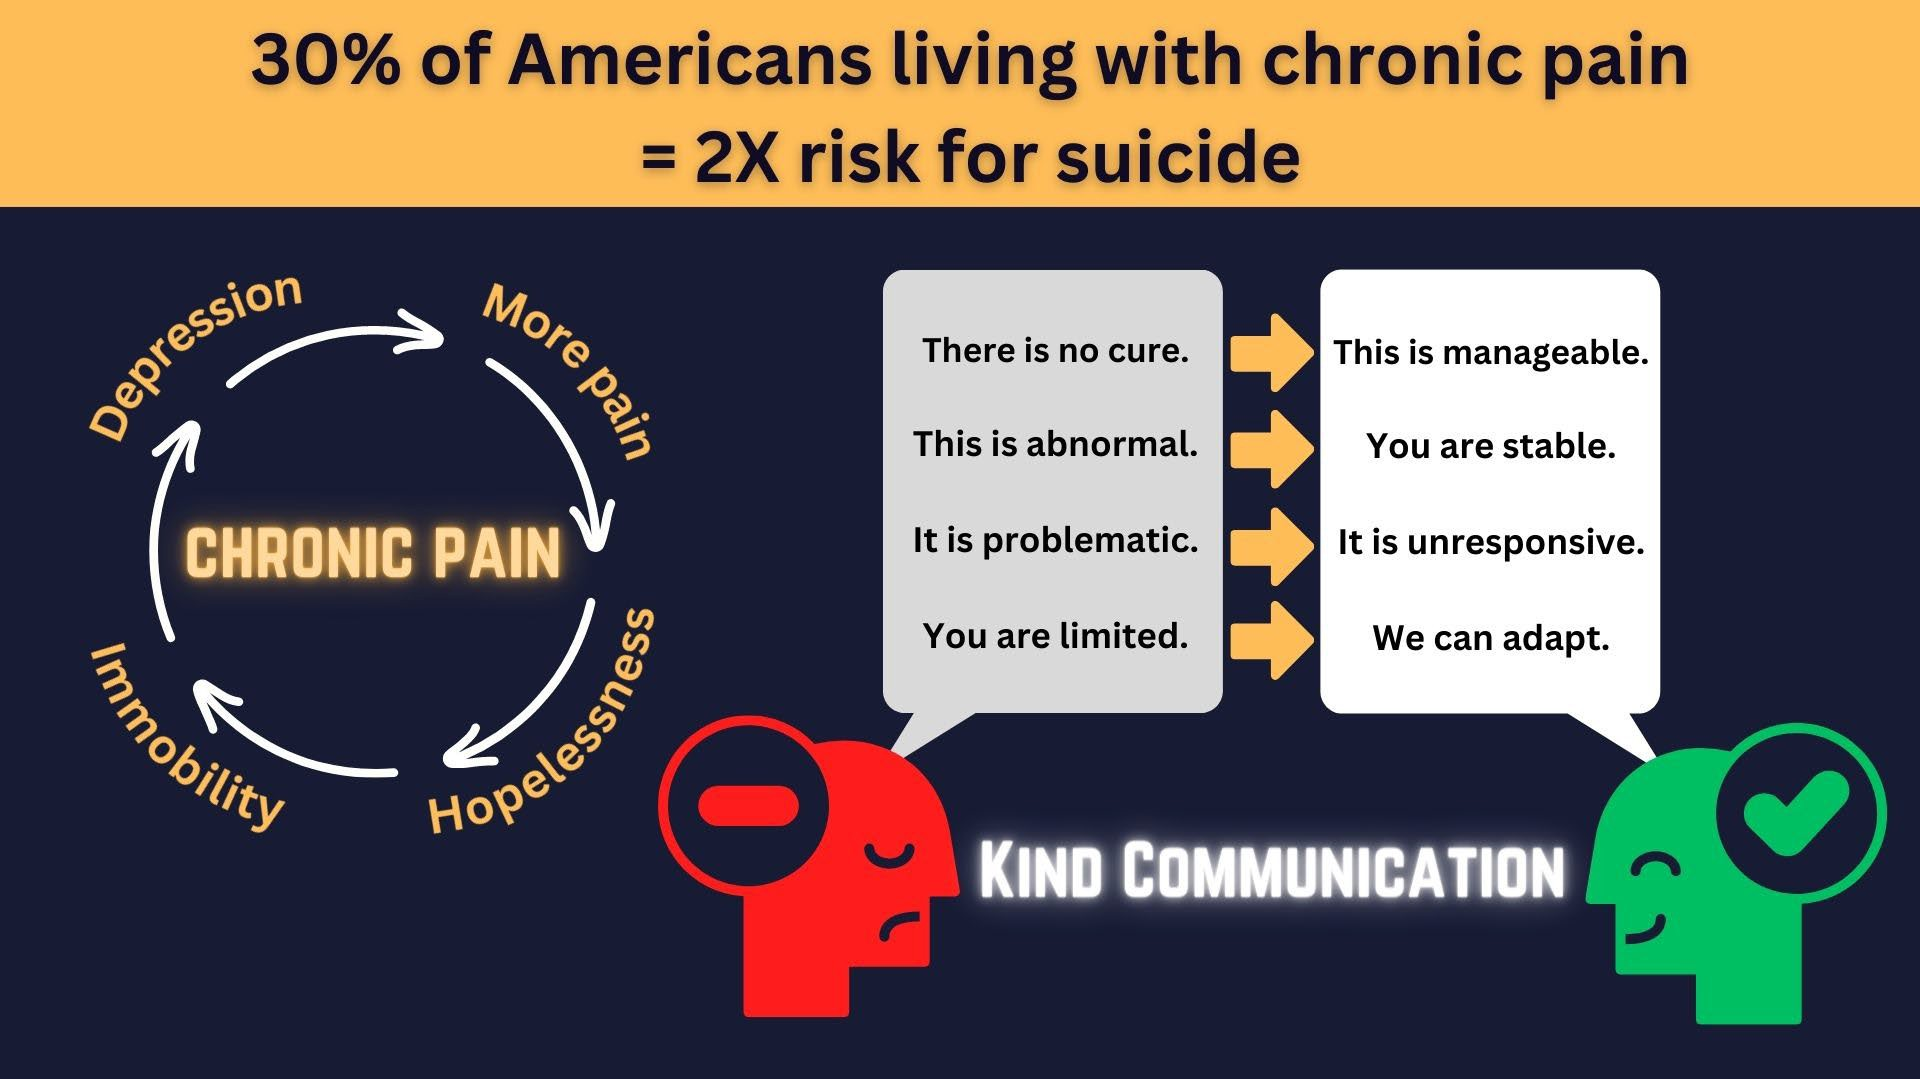 30% of Americans living with chronic pain
= 2X risk for suicide
Depression
More pain
CHRONIC PAIN
Immobility
Hopelessness
There is no cure.
This is abnormal.
It is problematic.
You are limited.
This is manageable.
You are stable.
It is unresponsive.
We can adapt.
KIND COMMUNICATION